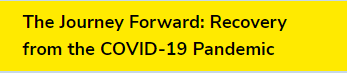 The Journey Forward: Recovery
from the COVID-19 Pandemic